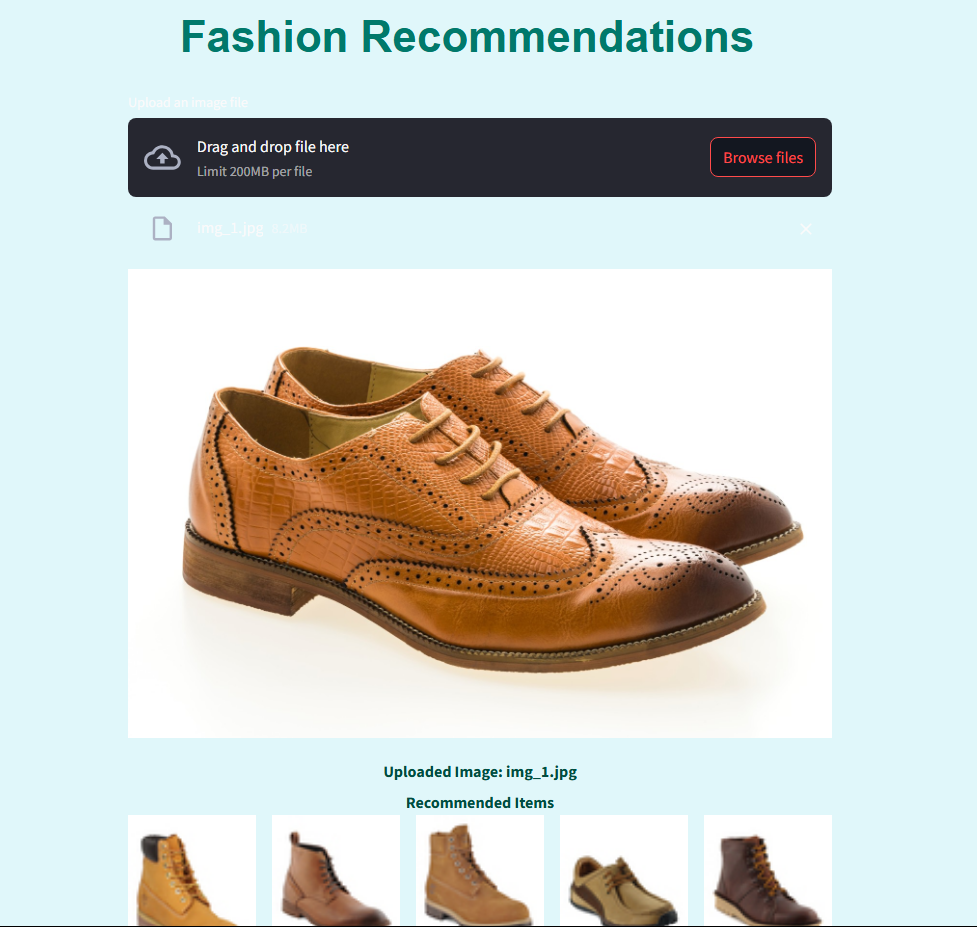 Fashion Recommendations
Upload an image file
Drag and drop file here
Limit 200MB per file
Browse files
img_1.jpg 3.2MB
Uploaded Image: img_1.jpg
Recommended Items